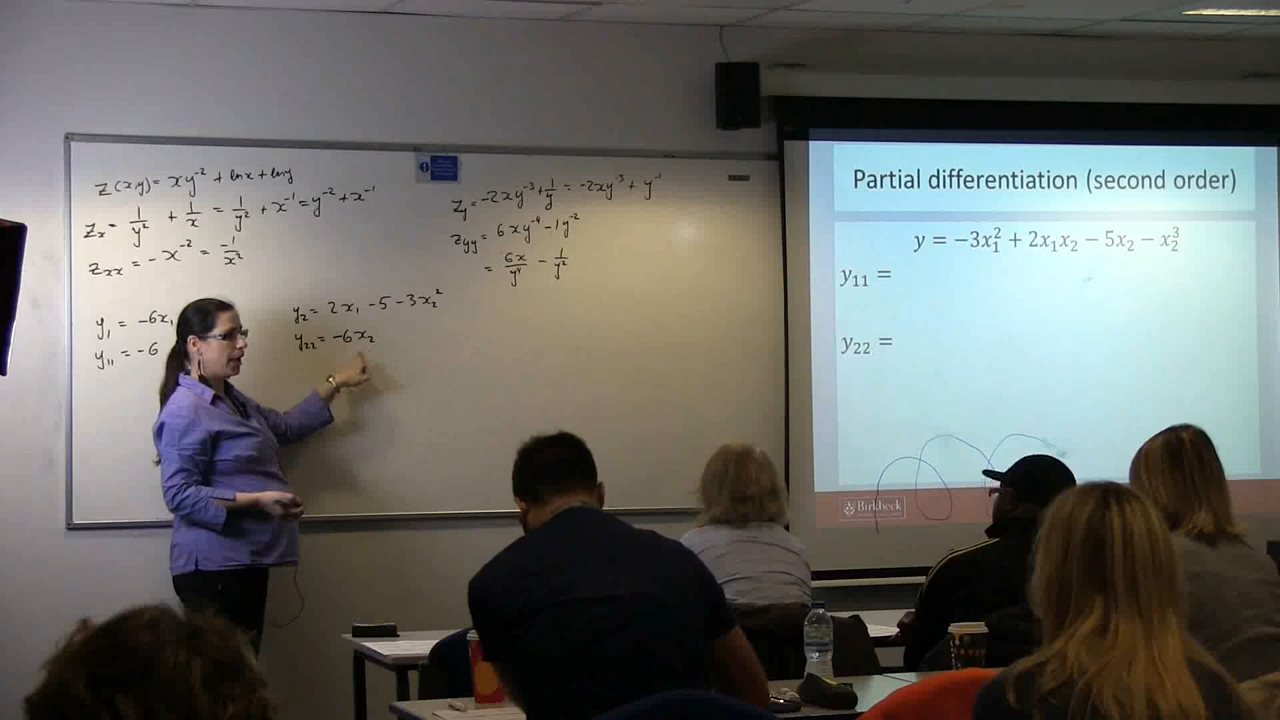 z(x,y) = xy⁻² + ln x + ln y
zₓ = 1/y² + 1/x = 1/y² + x⁻¹ = y⁻² + x⁻¹
zₓₓ = -x⁻² = -1/x²
y₁ = -6x₁
y₁₁ = -6
y₂ = 2x₁ - 5 - 3x₂²
y₂₂ = -6x₂
z_y = -2xy⁻³ + 1/y = -2xy⁻³ + y⁻¹
z_yy = 6xy⁻⁴ - 1y⁻²
= 6x/y⁴ - 1/y²
Partial differentiation (second order)
y = −3x₁² + 2x₁x₂ − 5x₂ − x₂³
y₁₁ =
y₂₂ =
Birkbeck